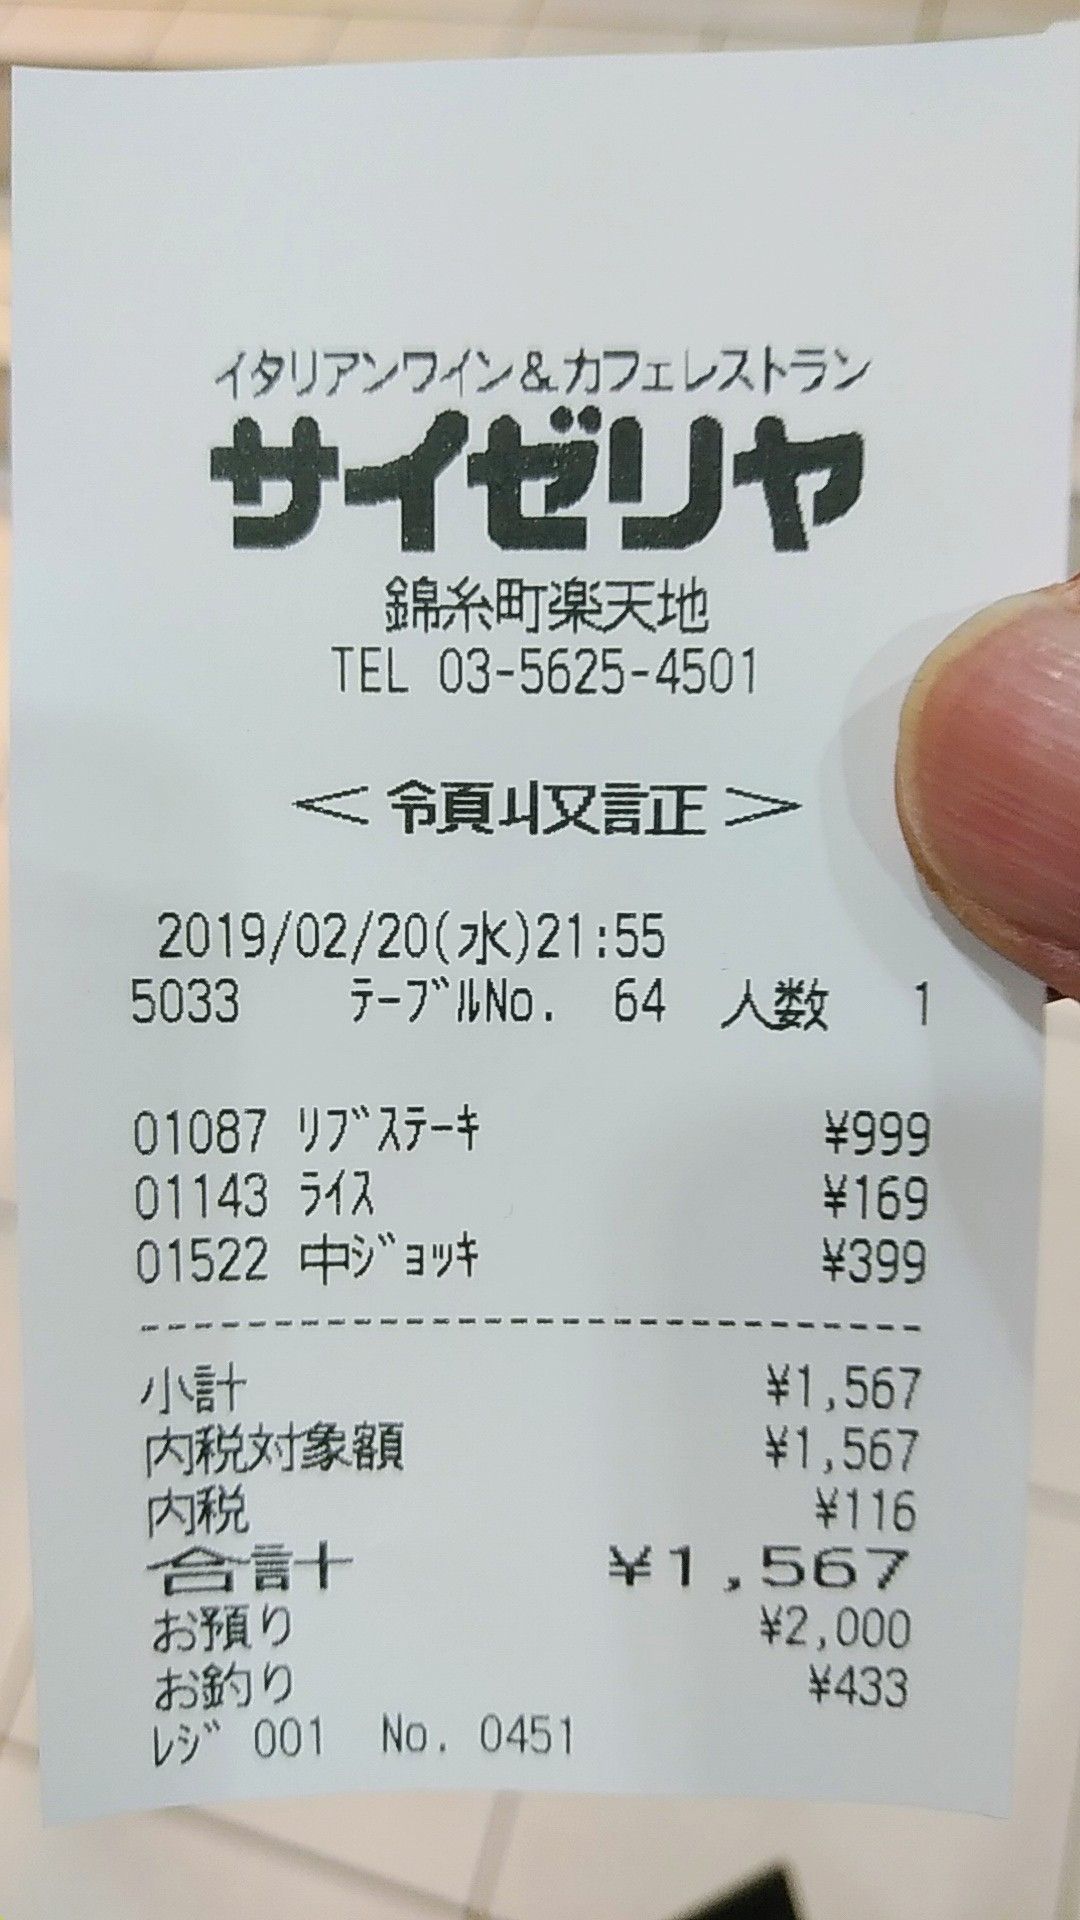 イタリアンワイン&カフェレストラン
サイゼリヤ
錦糸町楽天地
TEL 03-5625-4501
＜領収証＞
2019/02/20(水)21:55
5033 ﾃｰﾌﾞﾙNo. 64 人数 1
01087 ﾘﾌﾞｽﾃｰｷ ¥999
01143 ﾗｲｽ ¥169
01522 中ｼﾞｮｯｷ ¥399
------------------------------
小計 ¥1,567
内税対象額 ¥1,567
内税 ¥116
合計 ¥1,567
お預り ¥2,000
お釣り ¥433
ﾚｼﾞ 001 No. 0451